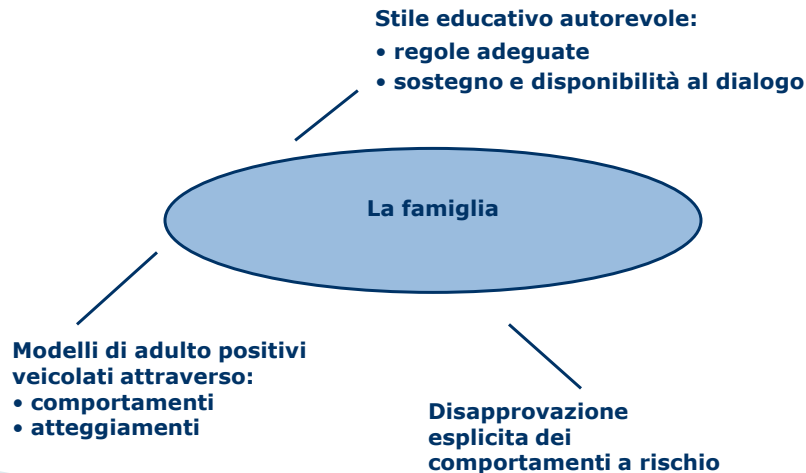 Stile educativo autorevole:
• regole adeguate
• sostegno e disponibilità al dialogo
La famiglia
Modelli di adulto positivi
veicolati attraverso:
• comportamenti
• atteggiamenti
Disapprovazione
esplicita dei
comportamenti a rischio